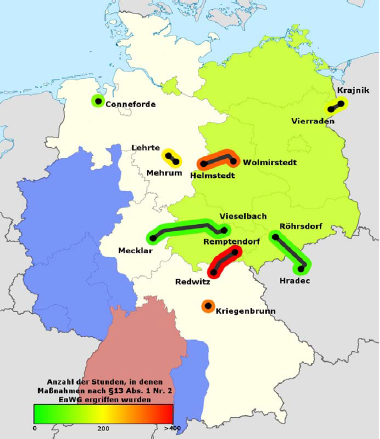 Krajnik
Conneforde
Vierraden
Lehrte
Mehrum
Wolmirstedt
Helmstedt
Vieselbach
Röhrsdorf
Mecklar
Remptendorf
Redwitz
Hradec
Kriegenbrunn
Anzahl der Stunden, in denen
Maßnahmen nach §13 Abs. 1 Nr. 2
EnWG ergriffen wurden
0 200 >400